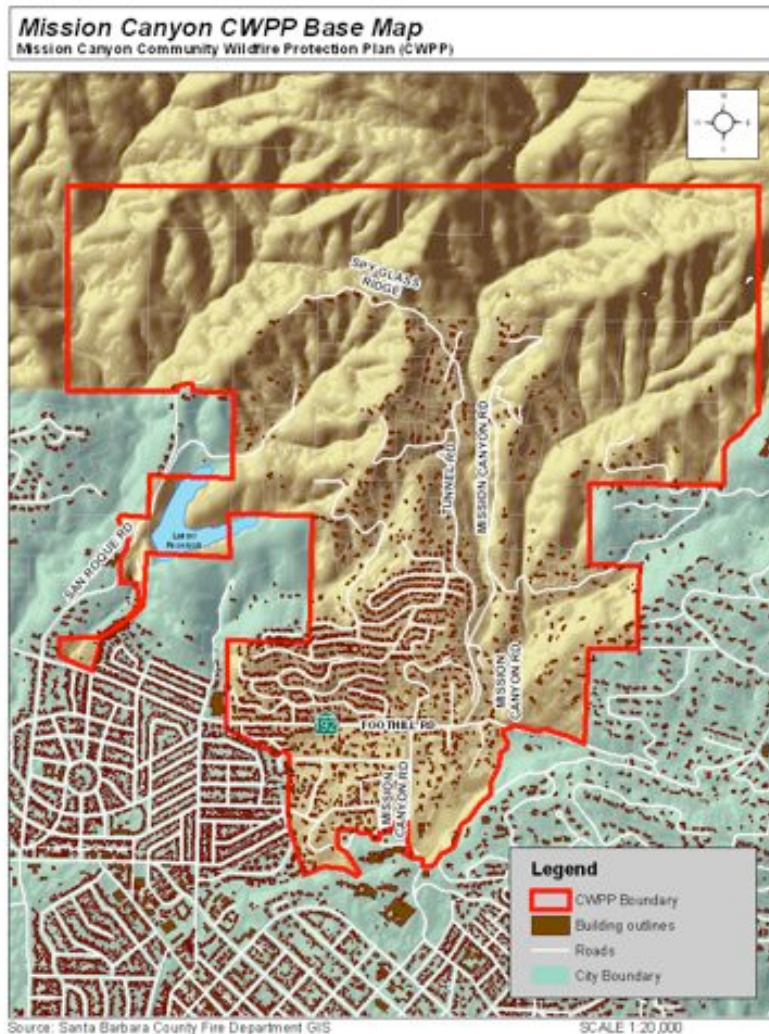 Mission Canyon CWPP Base Map
Mission Canyon Community Wildfire Protection Plan (CWPP)
N
W
E
S
SPY GLASS
RIDGE
TUNNEL RD
MISSION CANYON RD
SAN ROQUE RD
MISSION
CANYON RD
192
FOOTHILL RD
MISSION
CANYON RD
Legend
CWPP Boundary
Building outlines
Roads
City Boundary
Source: Santa Barbara County Fire Department GIS
SCALE 1:20,000